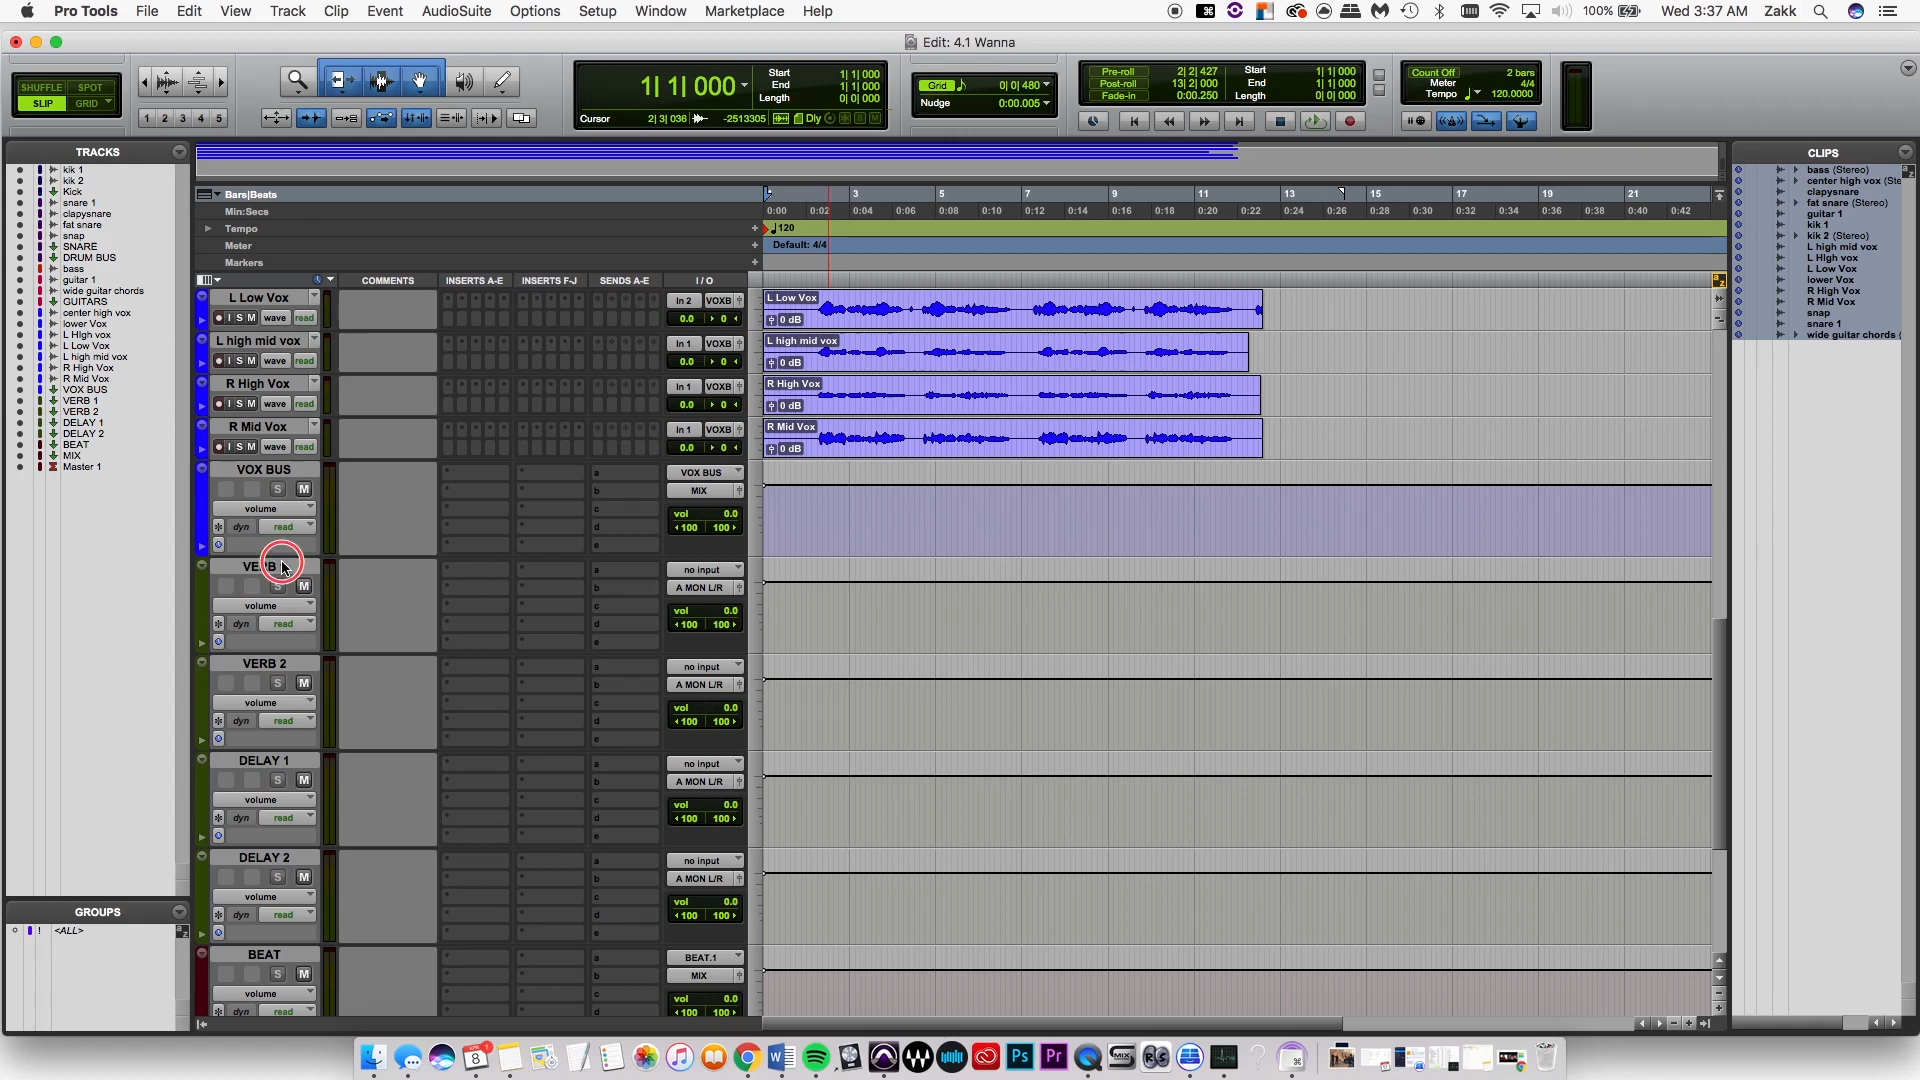 Pro Tools File Edit View Track Clip Event AudioSuite Options Setup Window Marketplace Help 100% Wed 3:37 AM Zakk
Edit: 4.1 Wanna
SHUFFLE SPOT
SLIP GRID
1 2 3 4 5
1| 1| 000
Start 1| 1| 000
End 1| 1| 000
Length 0| 0| 000
Cursor 2| 3| 036 -2513305 Dly S M
Grid 0| 0| 480
Nudge 0:00.005
Pre-roll 2| 2| 427 Start 1| 1| 000
Post-roll 13| 2| 000 End 1| 1| 000
Fade-in 0:00.250 Length 0| 0| 000
Count Off 2 bars
Meter 4/4
Tempo 120.0000
TRACKS
kik 1
kik 2
Kick
snare 1
clapysnare
fat snare
snap
SNARE
DRUM BUS
bass
guitar 1
wide guitar chords
GUITARS
center high vox
lower Vox
L HIgh vox
L Low Vox
L high mid vox
R High Vox
R Mid Vox
VOX BUS
VERB 1
VERB 2
DELAY 1
DELAY 2
BEAT
MIX
Master 1
GROUPS
! <ALL>
Bars|Beats 3 5 7 9 11 13 15 17 19 21
Min:Secs 0:00 0:02 0:04 0:06 0:08 0:10 0:12 0:14 0:16 0:18 0:20 0:22 0:24 0:26 0:28 0:30 0:32 0:34 0:36 0:38 0:40 0:42
Tempo 120
Meter Default: 4/4
Markers
COMMENTS INSERTS A-E INSERTS F-J SENDS A-E I / O
L Low Vox In 2 VOXB L Low Vox
I S M wave read 0.0 0 0 dB
L high mid vox In 1 VOXB L high mid vox
I S M wave read 0.0 0 0 dB
R High Vox In 1 VOXB R High Vox
I S M wave read 0.0 0 0 dB
R Mid Vox In 1 VOXB R Mid Vox
I S M wave read 0.0 0 0 dB
VOX BUS a VOX BUS
S M b MIX
volume c vol 0.0
dyn read d 100 100
e
VERB a no input
S M b A MON L/R
volume c vol 0.0
dyn read d 100 100
e
VERB 2 a no input
S M b A MON L/R
volume c vol 0.0
dyn read d 100 100
e
DELAY 1 a no input
S M b A MON L/R
volume c vol 0.0
dyn read d 100 100
e
DELAY 2 a no input
S M b A MON L/R
volume c vol 0.0
dyn read d 100 100
e
BEAT a BEAT.1
S M b MIX
volume c vol 0.0
dyn read d 100 100
CLIPS
bass (Stereo)
center high vox (Ste
clapysnare
fat snare (Stereo)
guitar 1
kik 1
kik 2 (Stereo)
L high mid vox
L HIgh vox
L Low Vox
lower Vox
R High Vox
R Mid Vox
snap
snare 1
wide guitar chords (
8 Ps Pr MIX